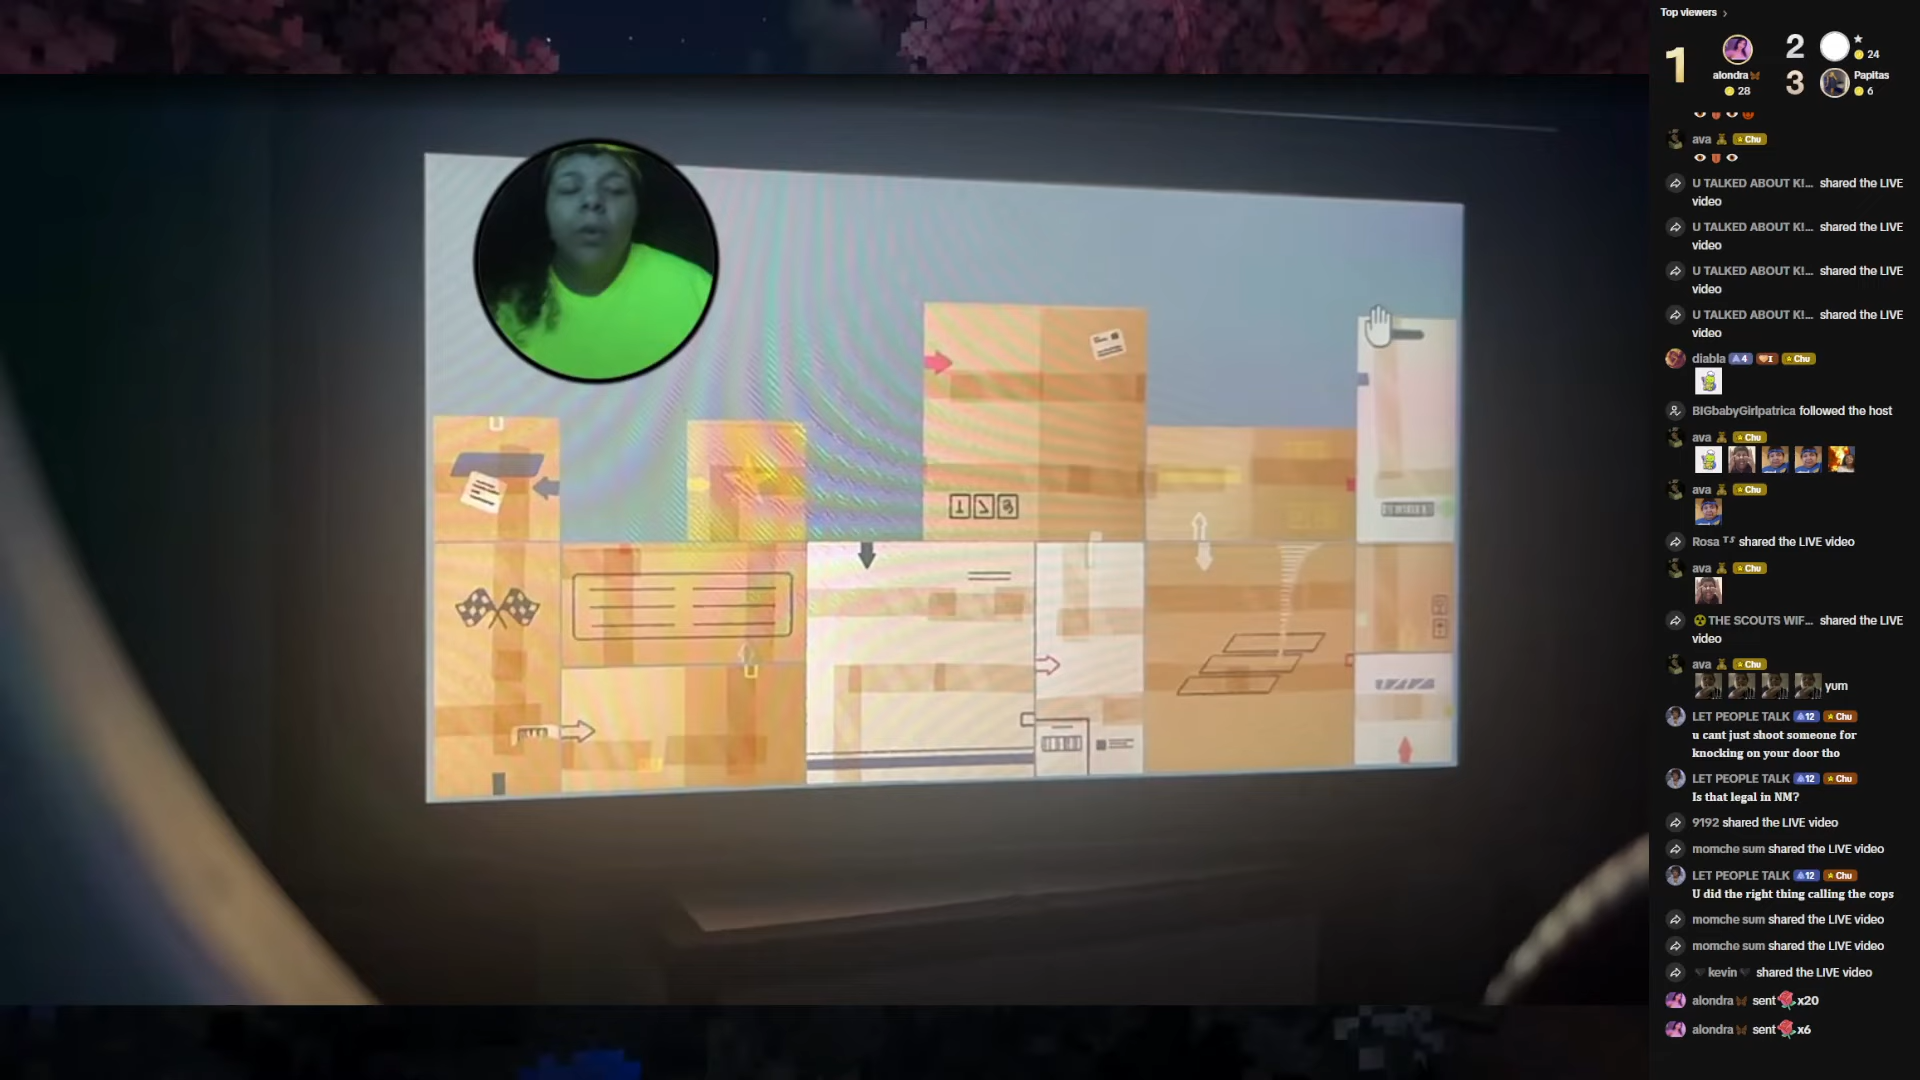 Top viewers
1
alondra
28
2
24
3
Papitas
6
ava Chu
U TALKED ABOUT K!... shared the LIVE
video
U TALKED ABOUT K!... shared the LIVE
video
U TALKED ABOUT K!... shared the LIVE
video
U TALKED ABOUT K!... shared the LIVE
video
diabla 4 I Chu
BIGbabyGirlpatrica followed the host
ava Chu
ava Chu
Rosa shared the LIVE video
ava Chu
THE SCOUTS WIF... shared the LIVE
video
ava Chu
yum
LET PEOPLE TALK 12 Chu
u cant just shoot someone for
knocking on your door tho
LET PEOPLE TALK 12 Chu
Is that legal in NM?
9192 shared the LIVE video
momche sum shared the LIVE video
LET PEOPLE TALK 12 Chu
U did the right thing calling the cops
momche sum shared the LIVE video
momche sum shared the LIVE video
kevin shared the LIVE video
alondra sent x20
alondra sent x6
123